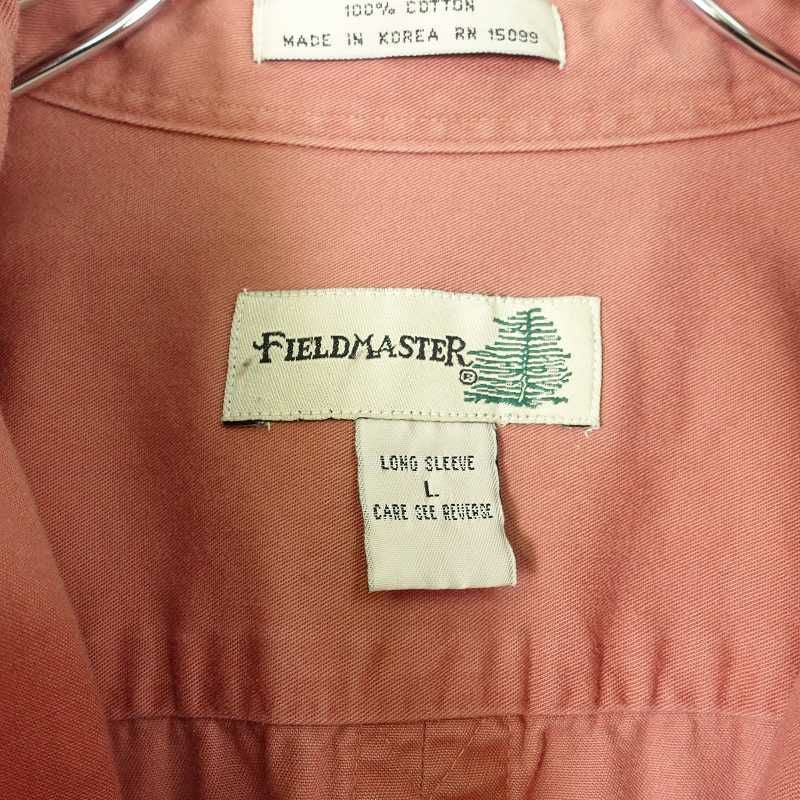 100% COTTON
MADE IN KOREA RN 15099
FIELDMASTER®
LONG SLEEVE
L.
CARE SEE REVERSE